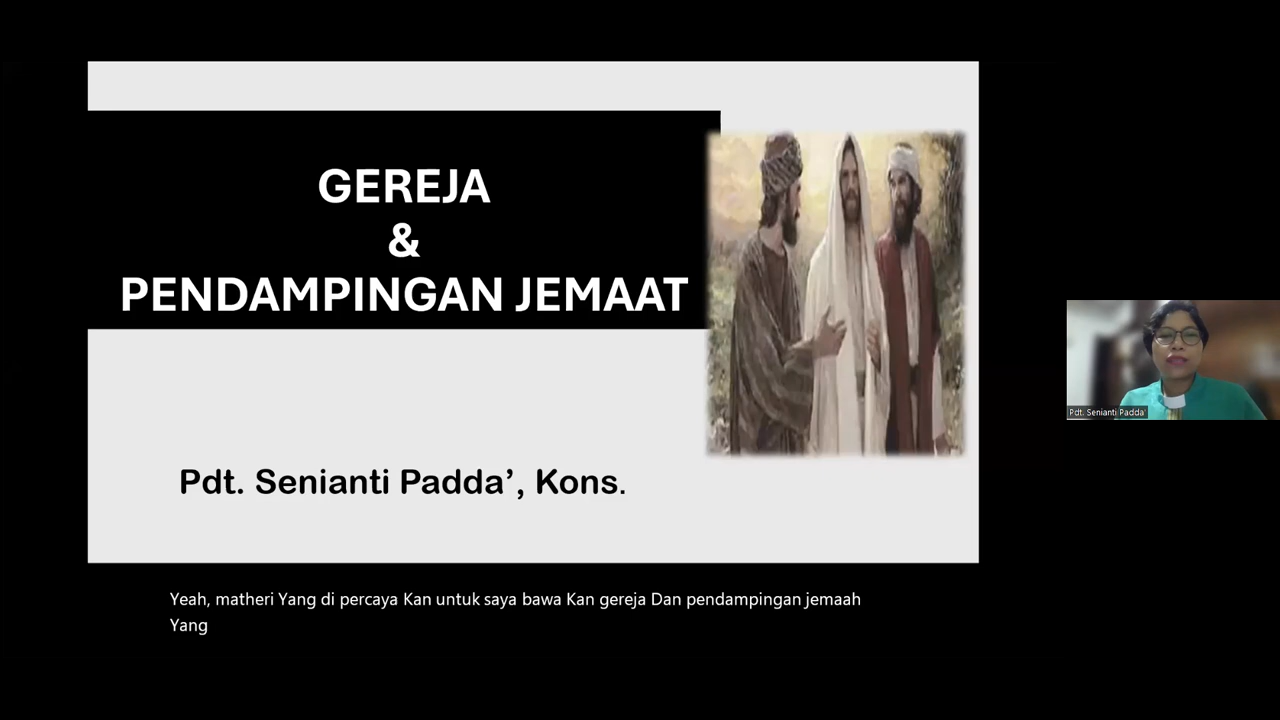 GEREJA
&
PENDAMPINGAN JEMAAT
Pdt. Senianti Padda’, Kons.
Pdt. Senianti Padda'
Yeah, matheri Yang di percaya Kan untuk saya bawa Kan gereja Dan pendampingan jemaah
Yang